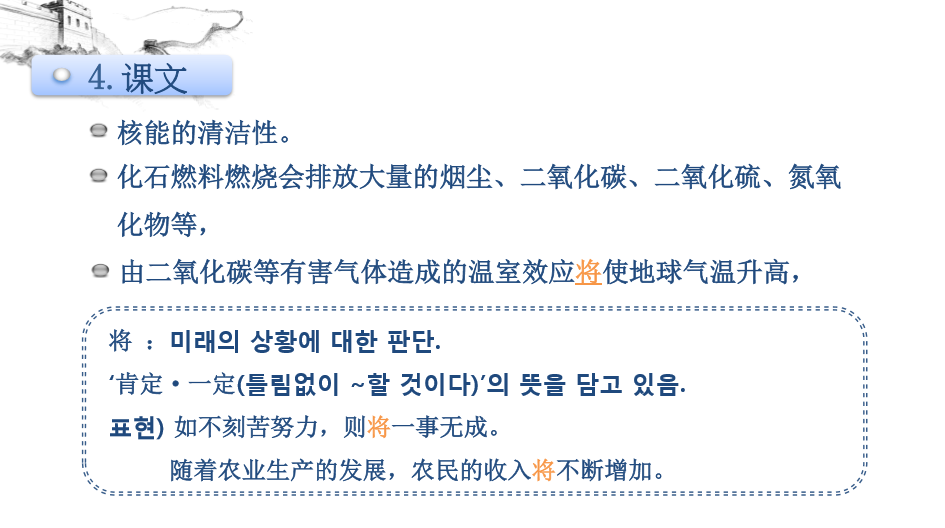 4.课文
核能的清洁性。
化石燃料燃烧会排放大量的烟尘、二氧化碳、二氧化硫、氮氧
化物等，
由二氧化碳等有害气体造成的温室效应将使地球气温升高，
将 ：미래의 상황에 대한 판단.
‘肯定•一定(틀림없이 ~할 것이다)’의 뜻을 담고 있음.
표현) 如不刻苦努力，则将一事无成。
随着农业生产的发展，农民的收入将不断增加。